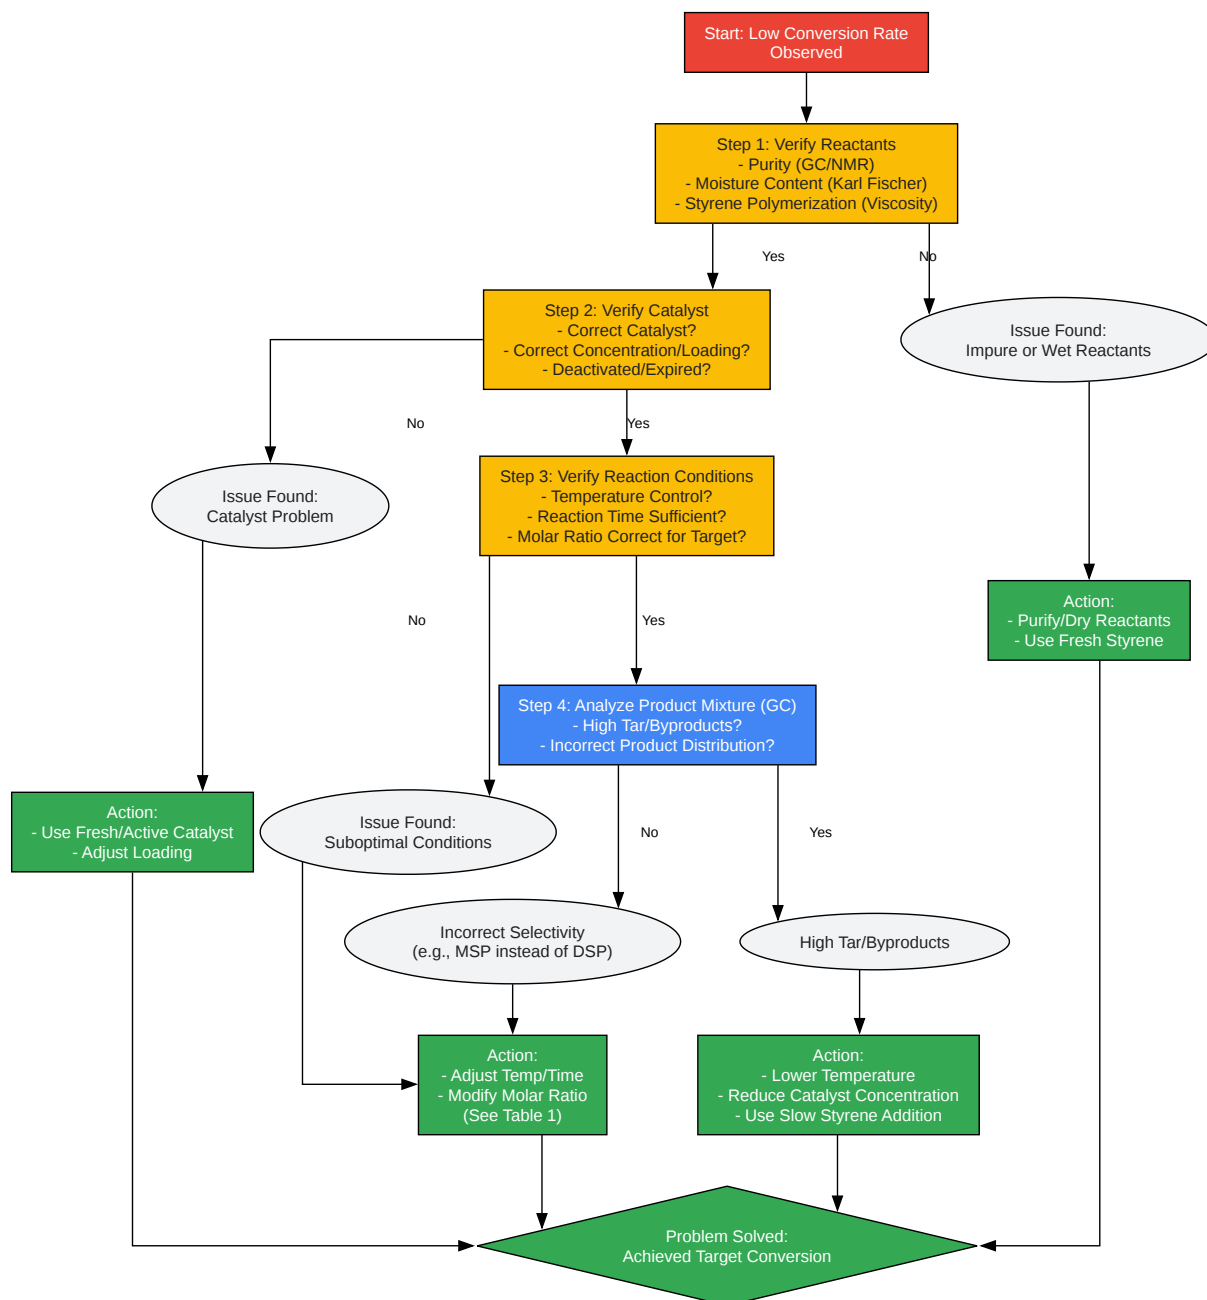 Start: Low Conversion Rate
Observed
Step 1: Verify Reactants
- Purity (GC/NMR)
- Moisture Content (Karl Fischer)
- Styrene Polymerization (Viscosity)
Yes
No
Step 2: Verify Catalyst
- Correct Catalyst?
- Correct Concentration/Loading?
- Deactivated/Expired?
Issue Found:
Impure or Wet Reactants
No
Yes
Issue Found:
Catalyst Problem
Step 3: Verify Reaction Conditions
- Temperature Control?
- Reaction Time Sufficient?
- Molar Ratio Correct for Target?
Action:
- Purify/Dry Reactants
- Use Fresh Styrene
No
Yes
Step 4: Analyze Product Mixture (GC)
- High Tar/Byproducts?
- Incorrect Product Distribution?
Action:
- Use Fresh/Active Catalyst
- Adjust Loading
Issue Found:
Suboptimal Conditions
No
Yes
Incorrect Selectivity
(e.g., MSP instead of DSP)
High Tar/Byproducts
Action:
- Adjust Temp/Time
- Modify Molar Ratio
(See Table 1)
Action:
- Lower Temperature
- Reduce Catalyst Concentration
- Use Slow Styrene Addition
Problem Solved:
Achieved Target Conversion